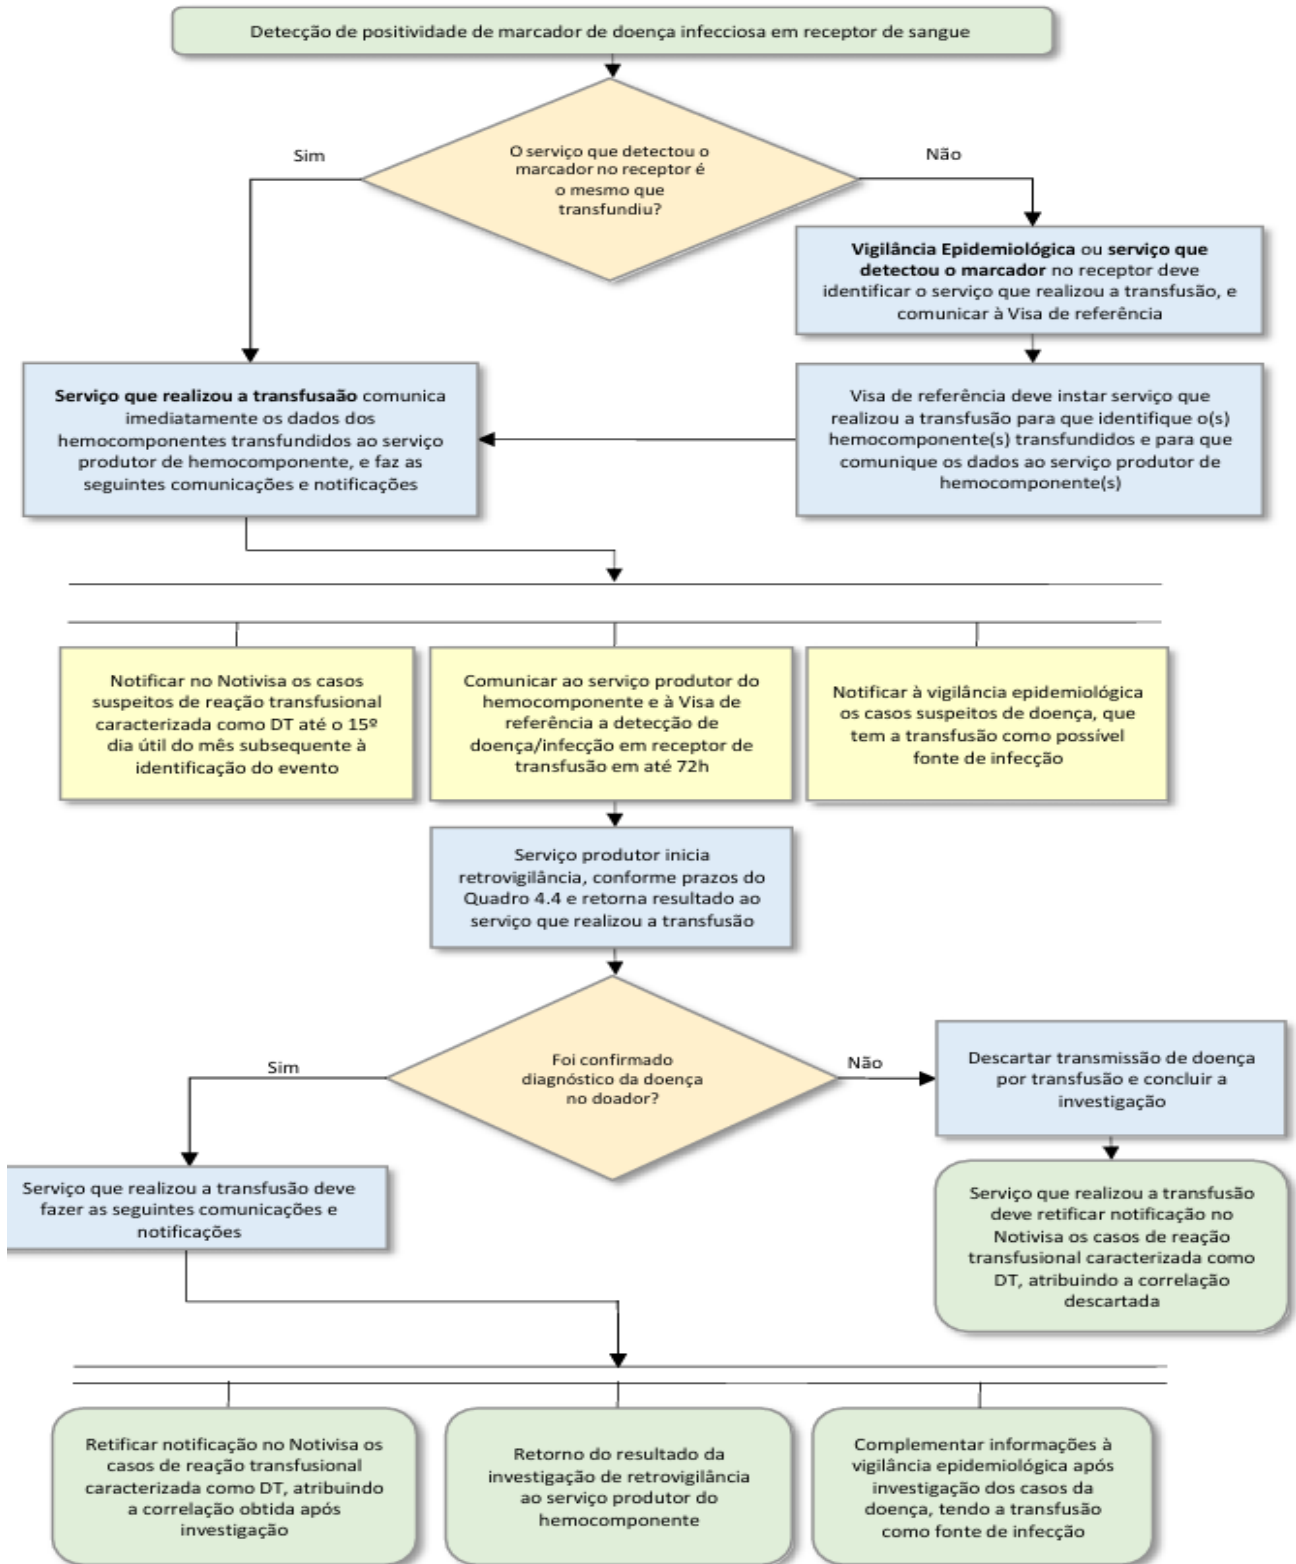 Detecção de positividade de marcador de doença infecciosa em receptor de sangue
O serviço que detectou o
marcador no receptor é
o mesmo que
transfundiu?
Sim
Não
Vigilância Epidemiológica ou serviço que
detectou o marcador no receptor deve
identificar o serviço que realizou a transfusão, e
comunicar à Visa de referência
Serviço que realizou a transfusaão comunica
imediatamente os dados dos
hemocomponentes transfundidos ao serviço
produtor de hemocomponente, e faz as
seguintes comunicações e notificações
Visa de referência deve instar serviço que
realizou a transfusão para que identifique o(s)
hemocomponente(s) transfundidos e para que
comunique os dados ao serviço produtor de
hemocomponente(s)
Notificar no Notivisa os casos
suspeitos de reação transfusional
caracterizada como DT até o 15º
dia útil do mês subsequente à
identificação do evento
Comunicar ao serviço produtor do
hemocomponente e à Visa de
referência a detecção de
doença/infecção em receptor de
transfusão em até 72h
Notificar à vigilância epidemiológica
os casos suspeitos de doença, que
tem a transfusão como possível
fonte de infecção
Serviço produtor inicia
retrovigilância, conforme prazos do
Quadro 4.4 e retorna resultado ao
serviço que realizou a transfusão
Foi confirmado
diagnóstico da doença
no doador?
Sim
Não
Descartar transmissão de doença
por transfusão e concluir a
investigação
Serviço que realizou a transfusão deve
fazer as seguintes comunicações e
notificações
Serviço que realizou a transfusão
deve retificar notificação no
Notivisa os casos de reação
transfusional caracterizada como
DT, atribuindo a correlação
descartada
Retificar notificação no Notivisa os
casos de reação transfusional
caracterizada como DT, atribuindo
a correlação obtida após
investigação
Retorno do resultado da
investigação de retrovigilância
ao serviço produtor do
hemocomponente
Complementar informações à
vigilância epidemiológica após
investigação dos casos da
doença, tendo a transfusão
como fonte de infecção